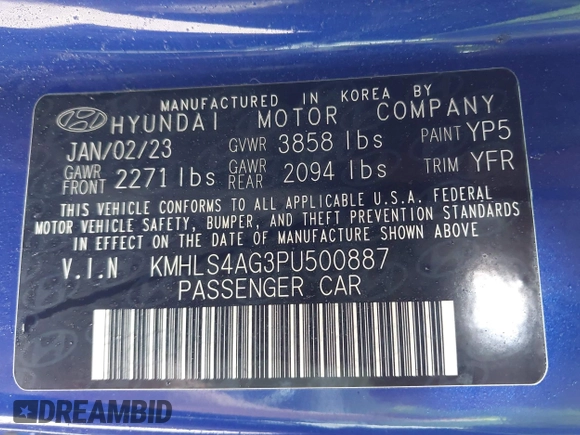 MANUFACTURED IN KOREA BY
HYUNDAI MOTOR COMPANY
JAN/02/23 GVWR 3858 lbs PAINT YP5
GAWR FRONT 2271 lbs GAWR REAR 2094 lbs TRIM YFR
THIS VEHICLE CONFORMS TO ALL APPLICABLE U.S.A. FEDERAL
MOTOR VEHICLE SAFETY, BUMPER, AND THEFT PREVENTION STANDARDS
IN EFFECT ON THE DATE OF MANUFACTURE SHOWN ABOVE.
V.I.N KMHLS4AG3PU500887
PASSENGER CAR
DREAMBID